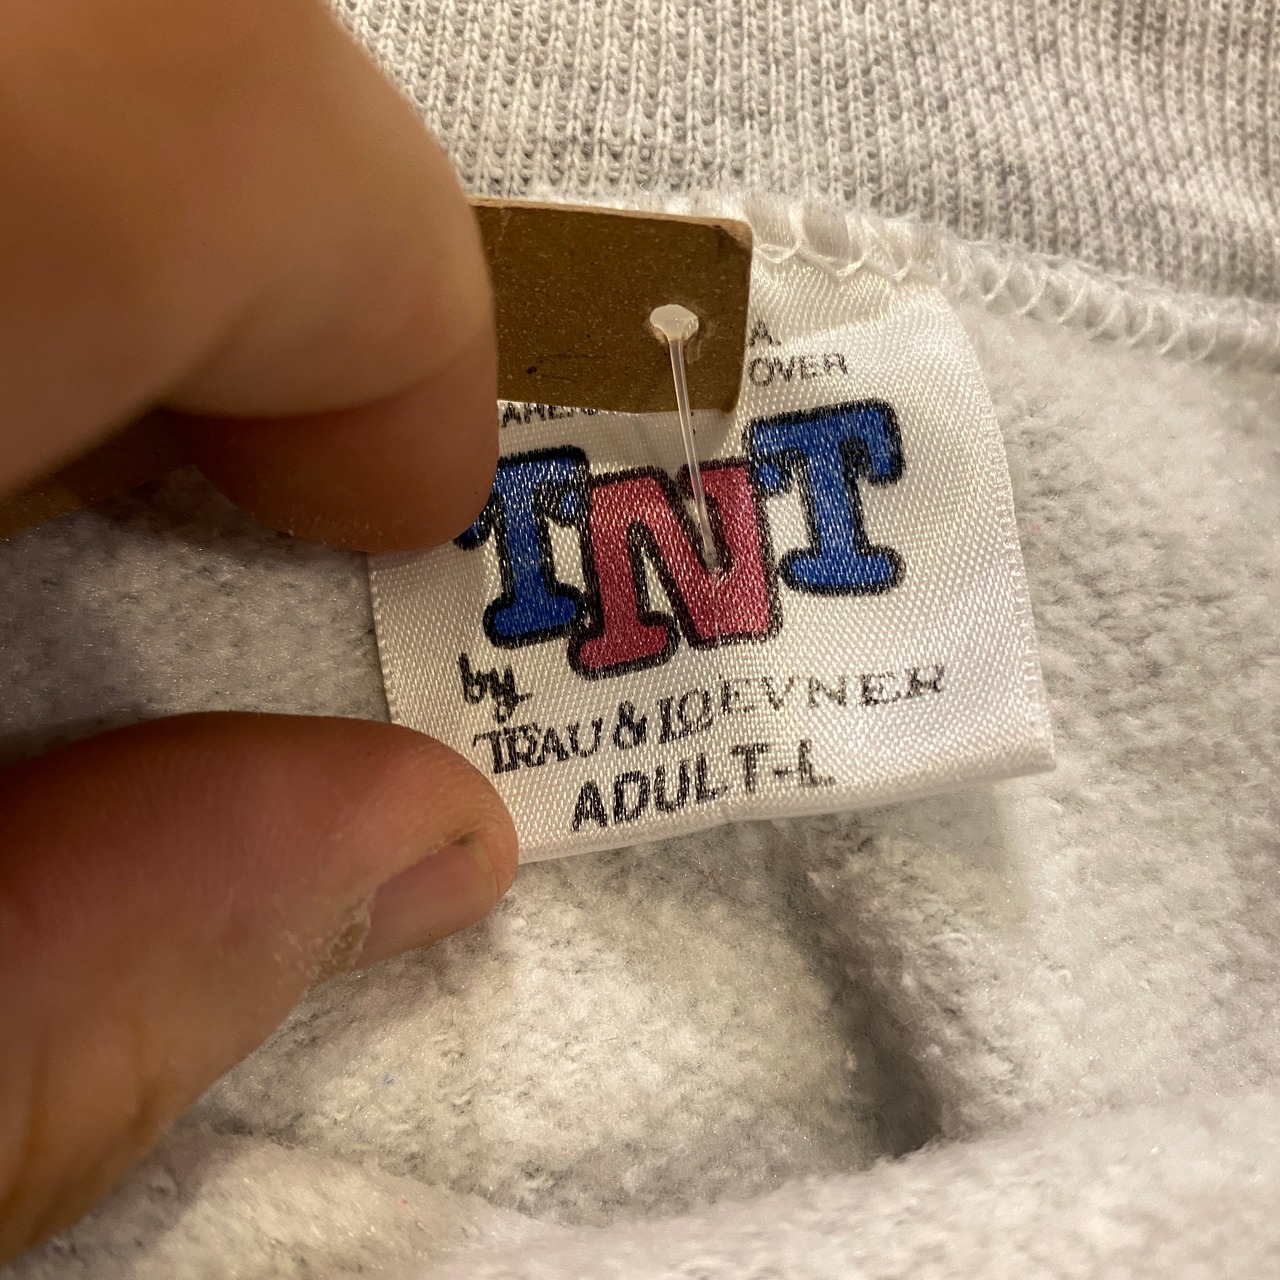 A.
OVER
TNT
by
TRAU & LOEVNER
ADULT-L